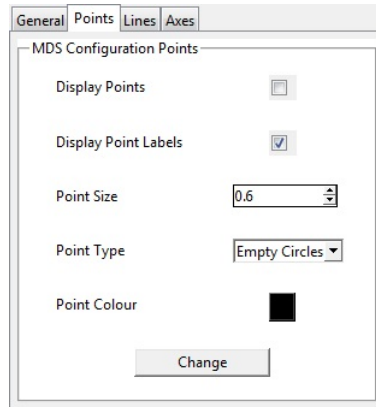 General Points Lines Axes
MDS Configuration Points
Display Points
Display Point Labels
Point Size 0.6
Point Type Empty Circles
Point Colour
Change